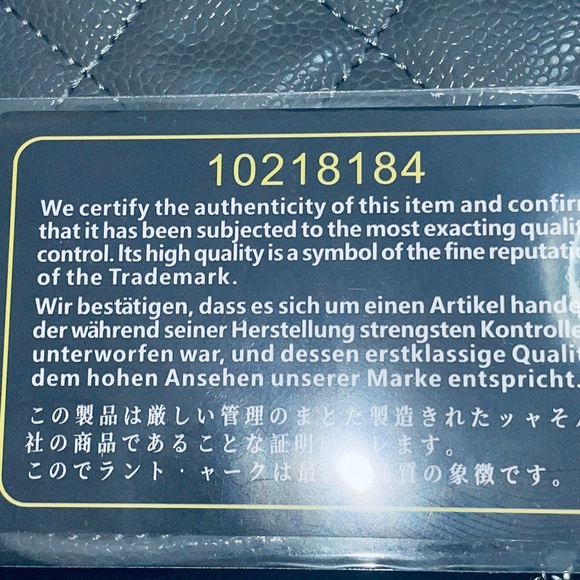 10218184
We certify the authenticity of this item and confir
that it has been subjected to the most exacting quali
control. Its high quality is a symbol of the fine reputati
of the Trademark.
Wir bestätigen, dass es sich um einen Artikel hande
der während seiner Herstellung strengsten Kontrolle
unterworfen war, und dessen erstklassige Quali
dem hohen Ansehen unserer Marke entspricht.
この製品は厳しい管理のまとた製造されたッャそん
社の商品であることな証明 します。
このでラント・ャークは最 質の象徴です。